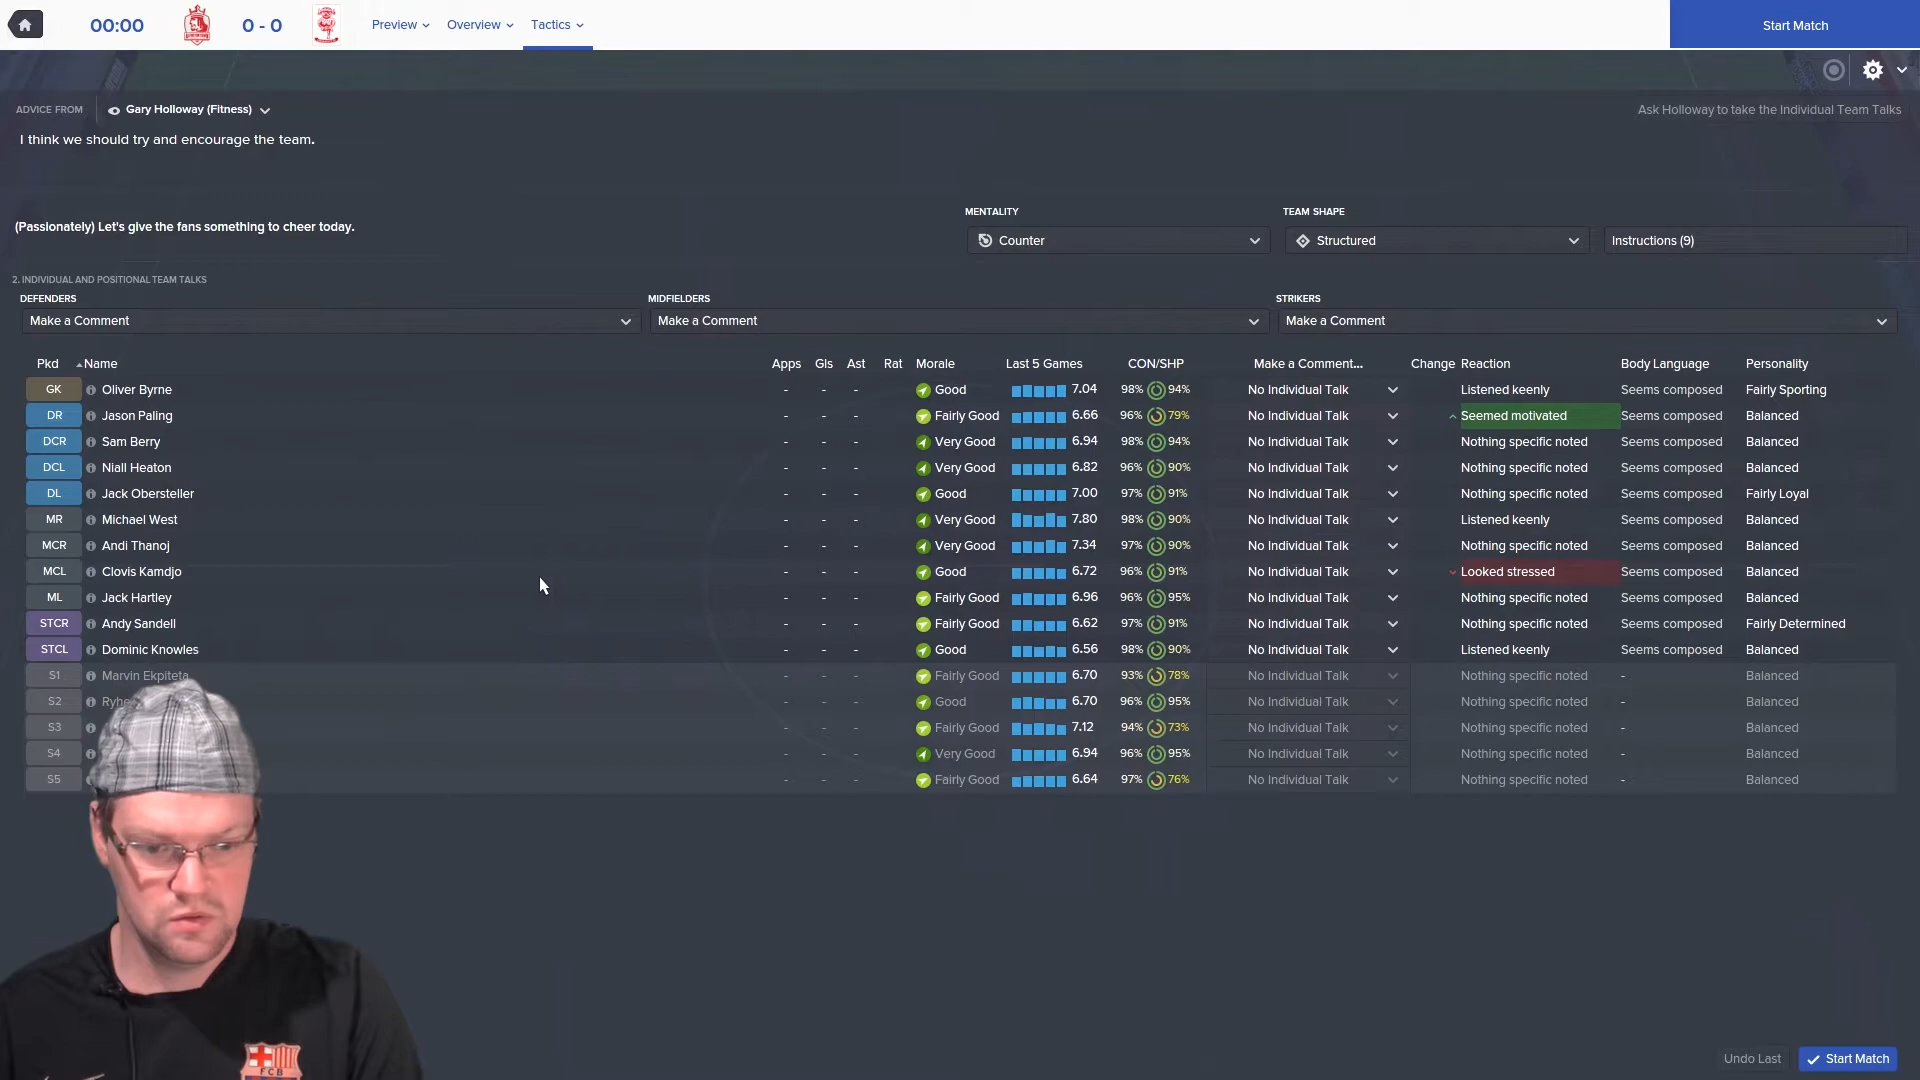 00:00 0 - 0 Preview Overview Tactics Start Match
ADVICE FROM Gary Holloway (Fitness) Ask Holloway to take the Individual Team Talks
I think we should try and encourage the team.
MENTALITY TEAM SHAPE
(Passionately) Let's give the fans something to cheer today. Counter Structured Instructions (9)
2. INDIVIDUAL AND POSITIONAL TEAM TALKS
DEFENDERS MIDFIELDERS STRIKERS
Make a Comment Make a Comment Make a Comment
Pkd Name Apps Gls Ast Rat Morale Last 5 Games CON/SHP Make a Comment... Change Reaction Body Language Personality
GK Oliver Byrne - - - Good 7.04 98% 94% No Individual Talk Listened keenly Seems composed Fairly Sporting
DR Jason Paling - - - Fairly Good 6.66 96% 79% No Individual Talk Seemed motivated Seems composed Balanced
DCR Sam Berry - - - Very Good 6.94 98% 94% No Individual Talk Nothing specific noted Seems composed Balanced
DCL Niall Heaton - - - Very Good 6.82 96% 90% No Individual Talk Nothing specific noted Seems composed Balanced
DL Jack Obersteller - - - Good 7.00 97% 91% No Individual Talk Nothing specific noted Seems composed Fairly Loyal
MR Michael West - - - Very Good 7.80 98% 90% No Individual Talk Listened keenly Seems composed Balanced
MCR Andi Thanoj - - - Very Good 7.34 97% 90% No Individual Talk Nothing specific noted Seems composed Balanced
MCL Clovis Kamdjo - - - Good 6.72 96% 91% No Individual Talk Looked stressed Seems composed Balanced
ML Jack Hartley - - - Fairly Good 6.96 96% 95% No Individual Talk Nothing specific noted Seems composed Balanced
STCR Andy Sandell - - - Fairly Good 6.62 97% 91% No Individual Talk Nothing specific noted Seems composed Fairly Determined
STCL Dominic Knowles - - - Good 6.56 98% 90% No Individual Talk Listened keenly Seems composed Balanced
S1 Marvin Ekpiteta - - - Fairly Good 6.70 93% 78% No Individual Talk Nothing specific noted - Balanced
S2 - - - Good 6.70 96% 95% No Individual Talk Nothing specific noted - Balanced
S3 - - - Fairly Good 7.12 94% 73% No Individual Talk Nothing specific noted - Balanced
S4 - - - Very Good 6.94 96% 95% No Individual Talk Nothing specific noted - Balanced
S5 - - - Fairly Good 6.64 97% 76% No Individual Talk Nothing specific noted - Balanced
FCB
Undo Last Start Match